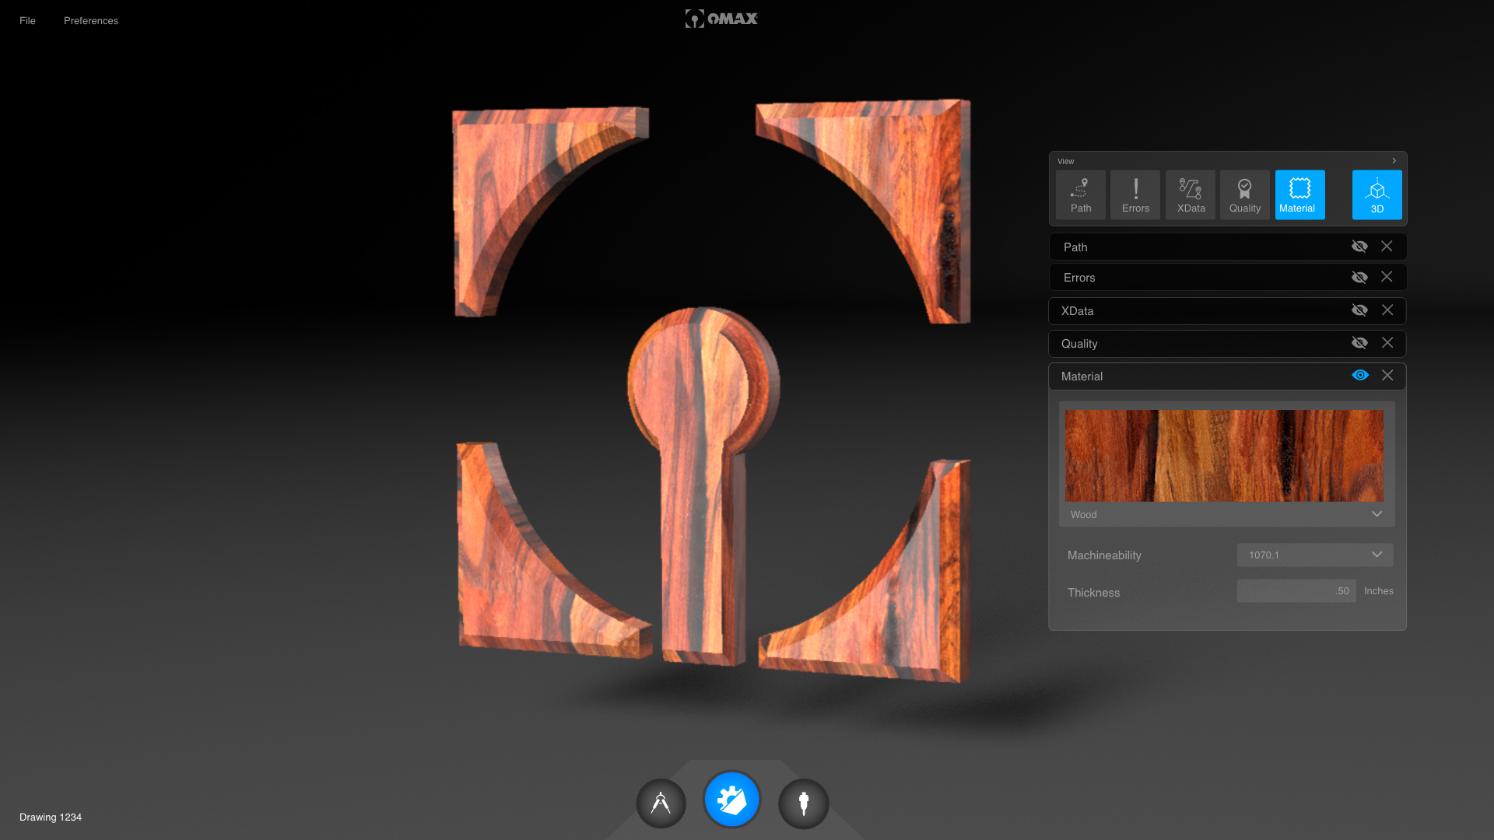 File Preferences
OMAX
View
Path Errors XData Quality Material 3D
Path
Errors
XData
Quality
Material
Wood
Machineability 1070.1
Thickness .50 Inches
Drawing 1234